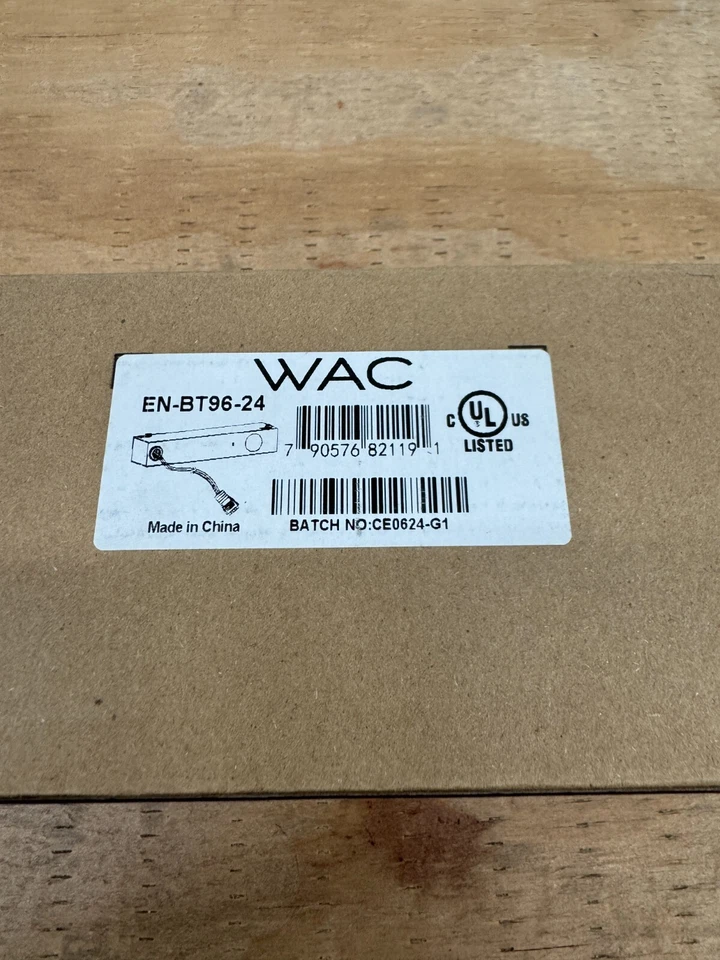 WAC
EN-BT96-24
7 90576 82119 1
C UL US
LISTED
Made in China
BATCH NO:CE0624-G1